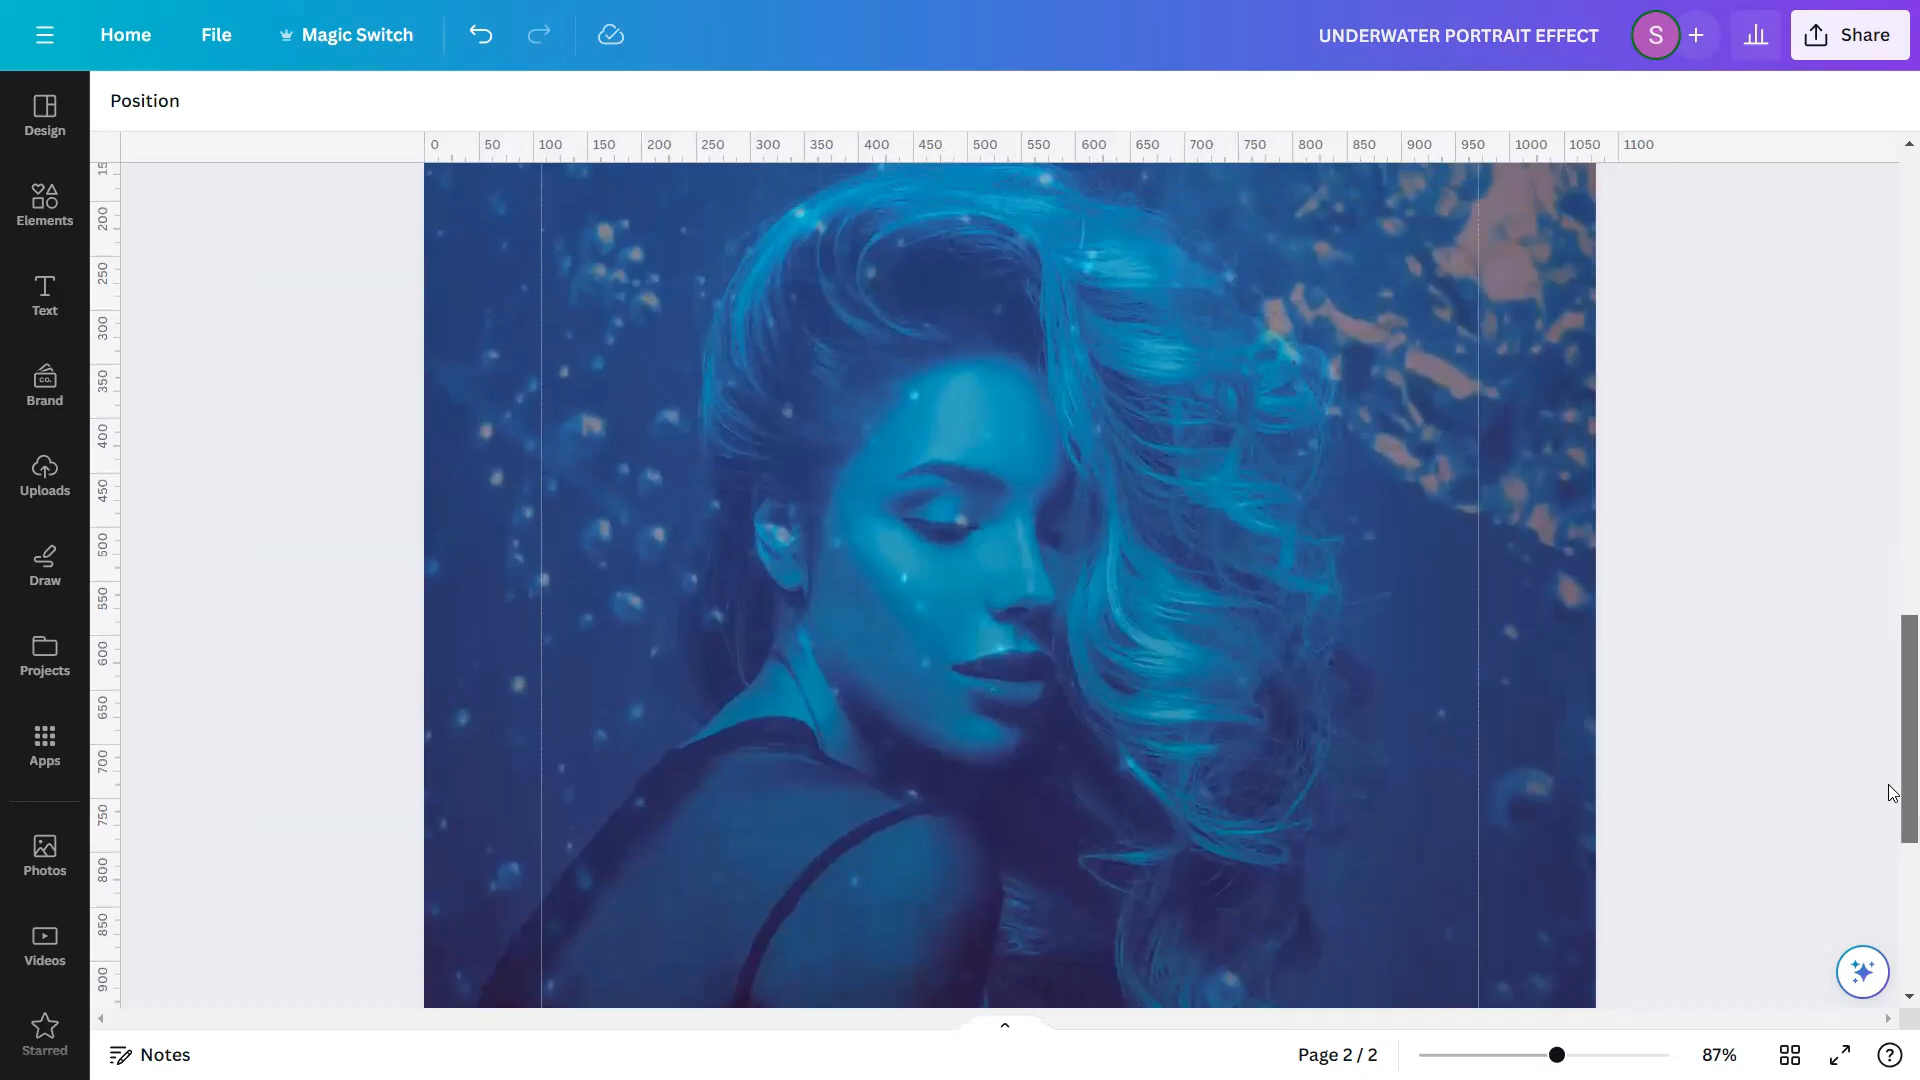 Home File Magic Switch UNDERWATER PORTRAIT EFFECT S + Share
Position
0 50 100 150 200 250 300 350 400 450 500 550 600 650 700 750 800 850 900 950 1000 1050 1100
Design
Elements
Text
CO.
Brand
Uploads
Draw
Projects
Apps
Photos
Videos
Starred
15
200
250
300
350
400
450
500
550
600
650
700
750
800
850
900
Notes Page 2 / 2 87% ?